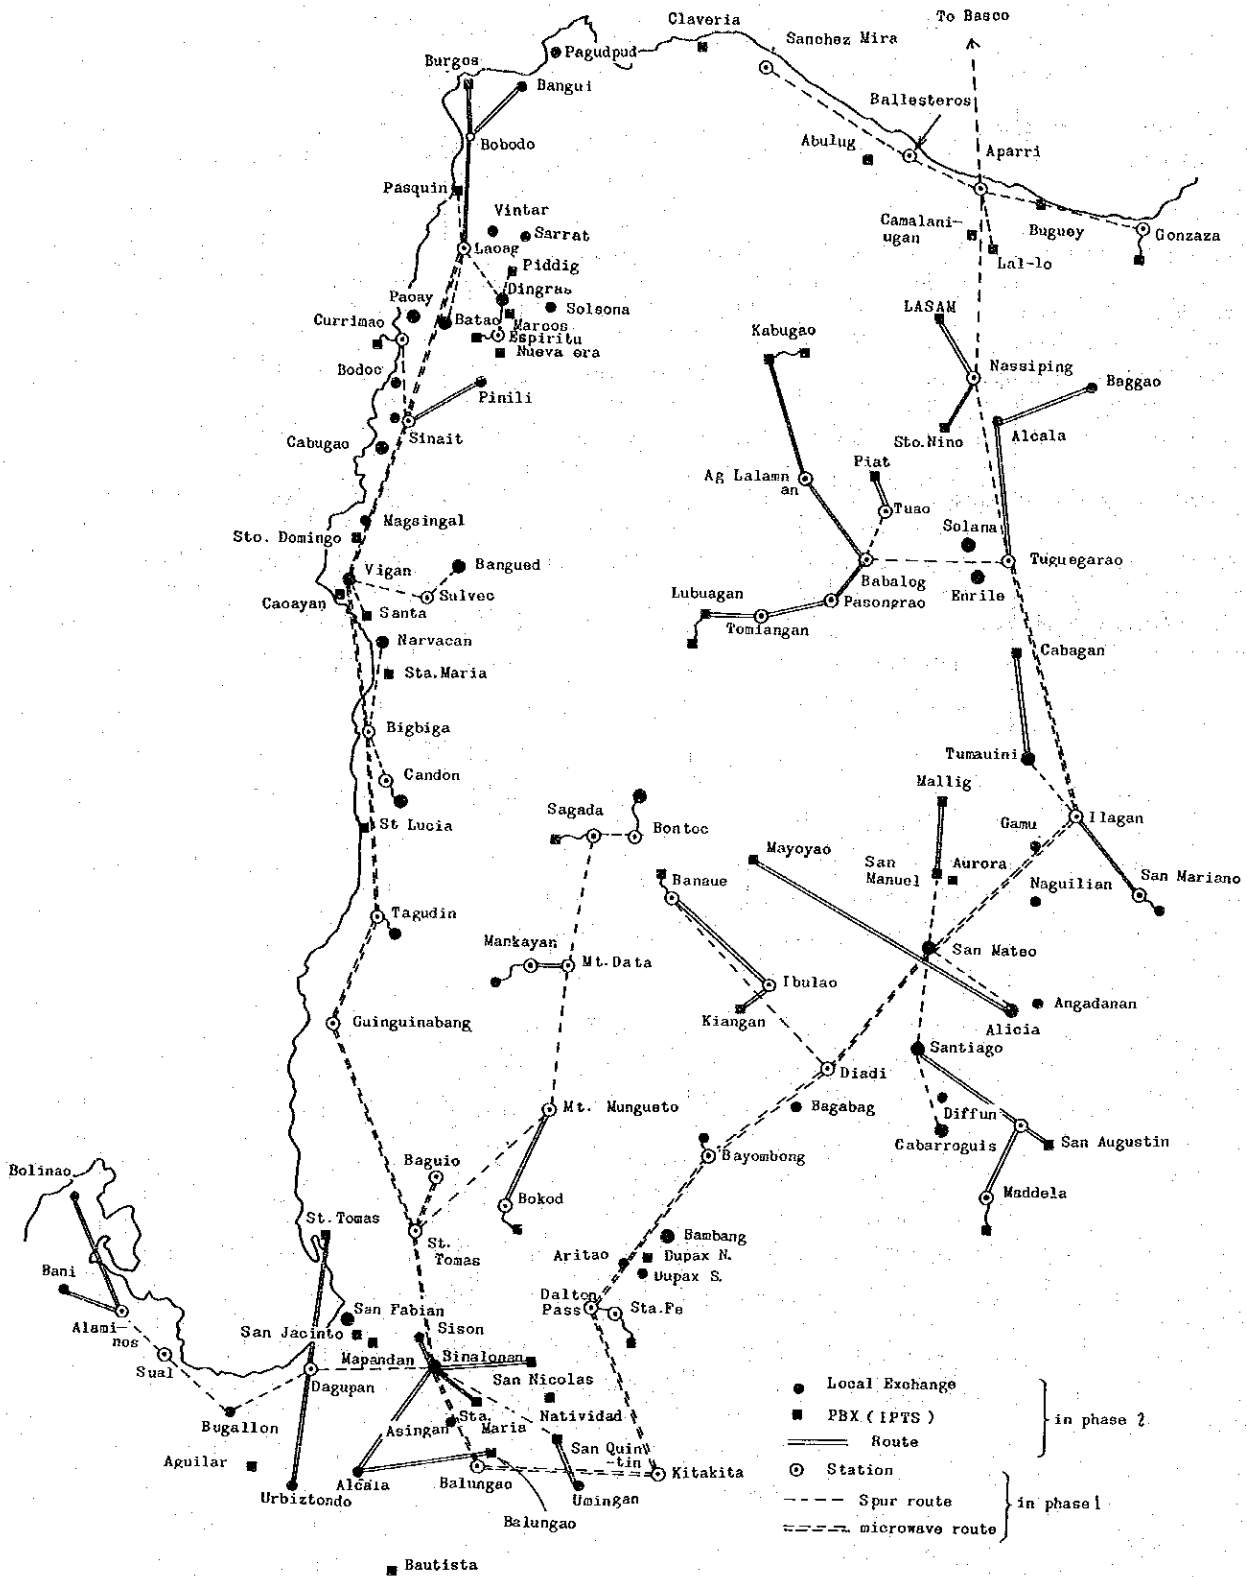 To Basco
Claveria
Sanchez Mira
Pagudpud
Burgos
Bangui
Ballesteros
Bobodo
Abulug
Aparri
Pasquin
Vintar
Sarrat
Camalani-
ugan
Buguey
Gonzaza
Laoag
Lal-lo
Piddig
Dingras
Solsona
Paoay
Batao
Marcos
Currimao
Espiritu
Nueva era
LASAM
Kabugao
Nassiping
Baggao
Bodoc
Pinili
Sinait
Cabugao
Sto.Nino
Alcala
Piat
Ag Lalamn
an
Tuao
Magsingal
Sto. Domingo
Solana
Vigan
Bangued
Babalog
Tuguegarao
Enrile
Caoayan
Sulvec
Santa
Lubuagan
Pasongrao
Tomiangan
Narvacan
Cabagan
Sta.Maria
Bigbiga
Tumauini
Candon
Mallig
St Lucia
Sagada
Bontoc
Ilagan
Gamu
Mayoyao
San
Manuel
Aurora
Banaue
Naguilian
San Mariano
Tagudin
Mankayan
San Mateo
Mt.Data
Ibulao
Kiangan
Angadanan
Alicia
Guinguinabang
Santiago
Diadi
Mt. Mungueto
Bagabag
Diffun
Cabarroguis
San Augustin
Baguio
Bayombong
Bolinao
Bokod
Maddela
St.Tomas
St.
Tomas
Bambang
Aritao
Dupax N.
Dupax S.
Bani
Dalton
Pass
Sta.Fe
San Fabian
Alami-
nos
San Jacinto
Sison
Mapandan
Sinalonan
Sual
Dagupan
San Nicolas
Bugallon
Asingan
Sta.
Maria
Natividad
San Quin
-tin
Aguilar
Alcala
Balungao
Kitakita
Urbiztondo
Umingan
Balungao
Bautista
Local Exchange
PBX ( IPTS )
Route
in phase 2
Station
Spur route
microwave route
in phase 1